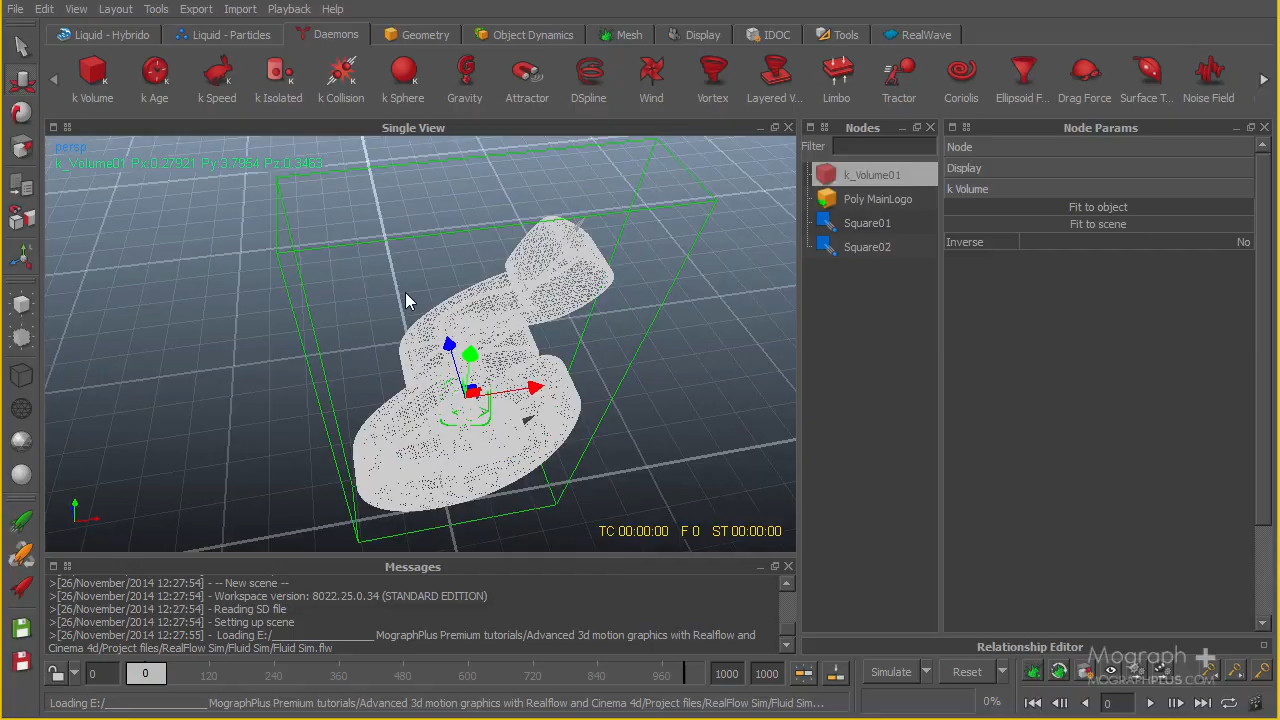 File Edit View Layout Tools Export Import Playback Help
Liquid - Hybrido Liquid - Particles Daemons Geometry Object Dynamics Mesh Display IDOC Tools RealWave
k Volume k Age k Speed k Isolated k Collision k Sphere Gravity Attractor DSpline Wind Vortex Layered V... Limbo Tractor Coriolis Ellipsoid F... Drag Force Surface T... Noise Field
Single View
persp
k_Volume01 Px:0.27921 Py:3.7954 Pz:0.3463
TC 00:00:00 F 0 ST 00:00:00
Nodes
Filter
k_Volume01
Poly MainLogo
Square01
Square02
Node Params
Node
Display
k Volume
Fit to object
Fit to scene
Inverse No
Messages
>[26/November/2014 12:27:54] - -- New scene --
>[26/November/2014 12:27:54] - Workspace version: 8022.25.0.34 (STANDARD EDITION)
>[26/November/2014 12:27:54] - Reading SD file
>[26/November/2014 12:27:54] - Setting up scene
>[26/November/2014 12:27:55] - Loading E:/________________ MographPlus Premium tutorials/Advanced 3d motion graphics with Realflow and
Cinema 4d/Project files/RealFlow Sim/Fluid Sim/Fluid Sim.flw
Relationship Editor
Mograph +
MOGRAPHPLUS.COM
0 0 120 240 360 480 600 720 840 960 1000 1000
Simulate Reset
Loading E:/________________ MographPlus Premium tutorials/Advanced 3d motion graphics with Realflow and Cinema 4d/Project files/RealFlow Sim/Fluid Sim...
0% 0